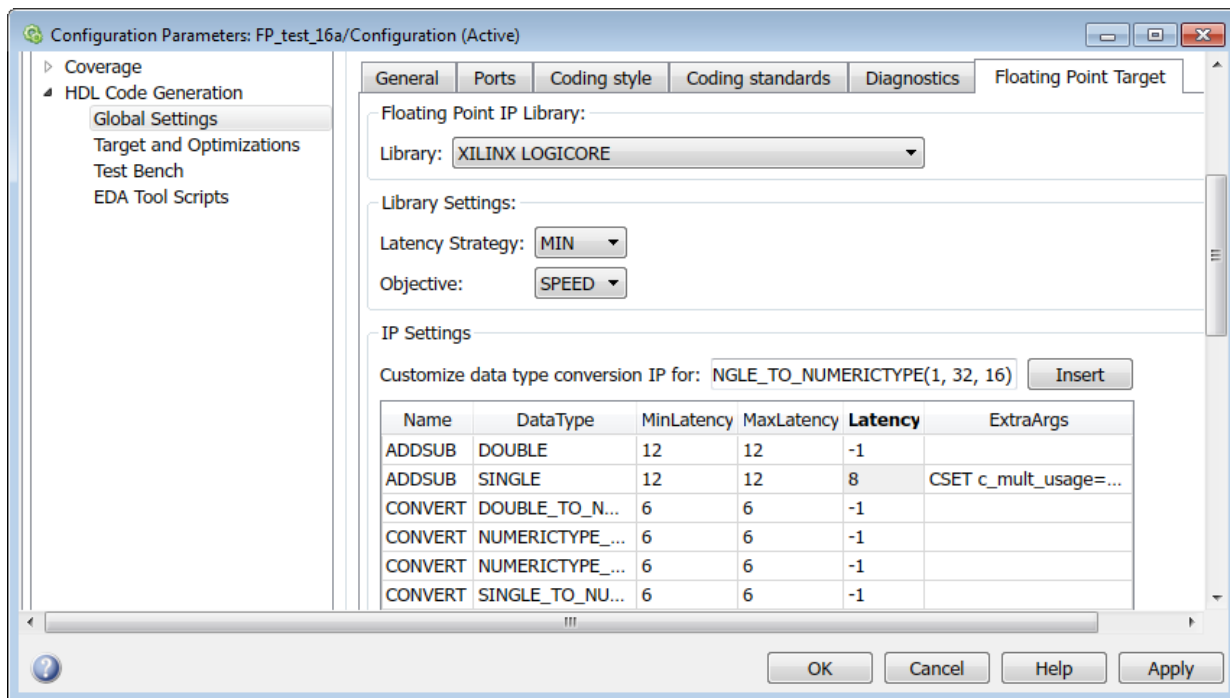 Configuration Parameters: FP_test_16a/Configuration (Active)
Coverage
HDL Code Generation
Global Settings
Target and Optimizations
Test Bench
EDA Tool Scripts
General Ports Coding style Coding standards Diagnostics Floating Point Target
Floating Point IP Library:
Library: XILINX LOGICORE
Library Settings:
Latency Strategy: MIN
Objective: SPEED
IP Settings
Customize data type conversion IP for: NGLE_TO_NUMERICTYPE(1, 32, 16) Insert
Name DataType MinLatency MaxLatency Latency ExtraArgs
ADDSUB DOUBLE 12 12 -1
ADDSUB SINGLE 12 12 8 CSET c_mult_usage=...
CONVERT DOUBLE_TO_N... 6 6 -1
CONVERT NUMERICTYPE_... 6 6 -1
CONVERT NUMERICTYPE_... 6 6 -1
CONVERT SINGLE_TO_NU... 6 6 -1
? OK Cancel Help Apply